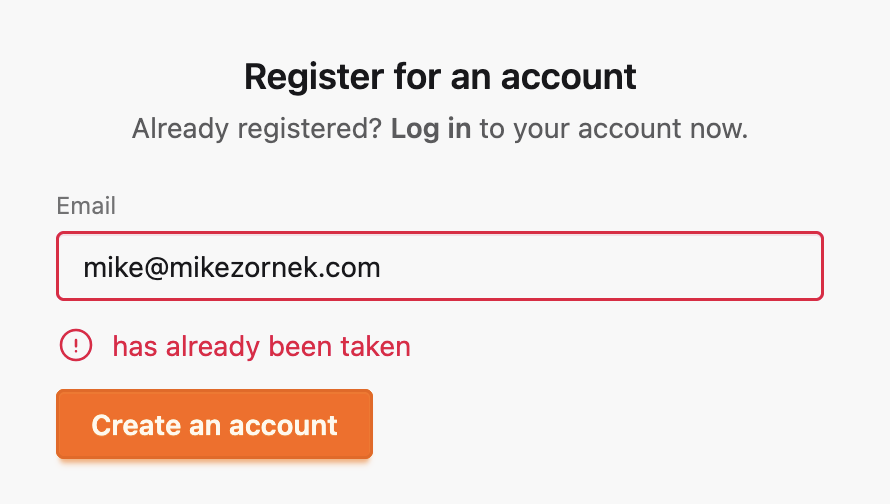 Register for an account
Already registered? Log in to your account now.
Email
mike@mikezornek.com
has already been taken
Create an account